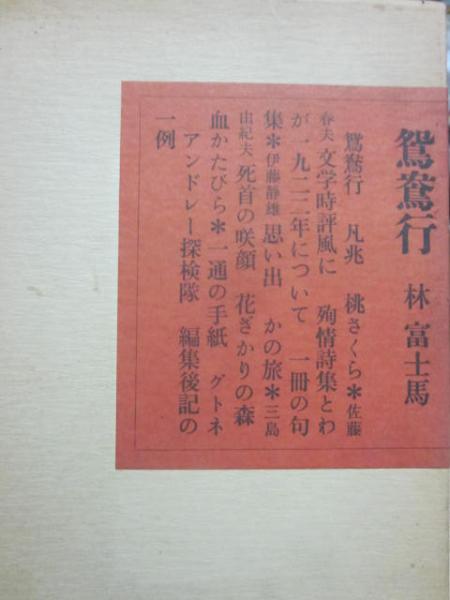 鴛鴦行 林富士馬
鴛鴦行 凡兆 桃さくら＊佐藤
春夫 文学時評風に 殉情詩集とわ
が一九二二年について 一冊の句
集＊伊藤静雄 思い出 かの旅＊三島
由紀夫 死首の咲顔 花ざかりの森
血かたびら＊一通の手紙 グトネ
アンドレー探検隊 編集後記の
一例